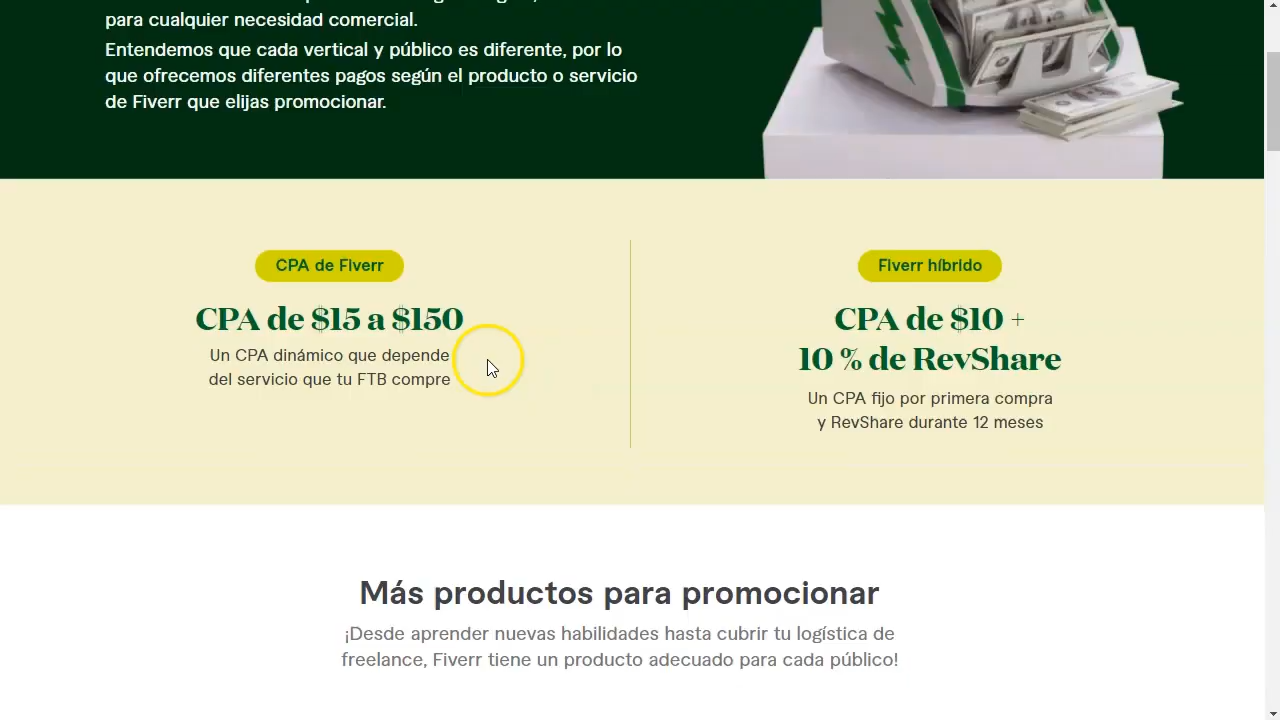 para cualquier necesidad comercial.
Entendemos que cada vertical y público es diferente, por lo
que ofrecemos diferentes pagos según el producto o servicio
de Fiverr que elijas promocionar.
CPA de Fiverr
CPA de $15 a $150
Un CPA dinámico que depende
del servicio que tu FTB compre
Fiverr híbrido
CPA de $10 +
10 % de RevShare
Un CPA fijo por primera compra
y RevShare durante 12 meses
Más productos para promocionar
¡Desde aprender nuevas habilidades hasta cubrir tu logística de
freelance, Fiverr tiene un producto adecuado para cada público!